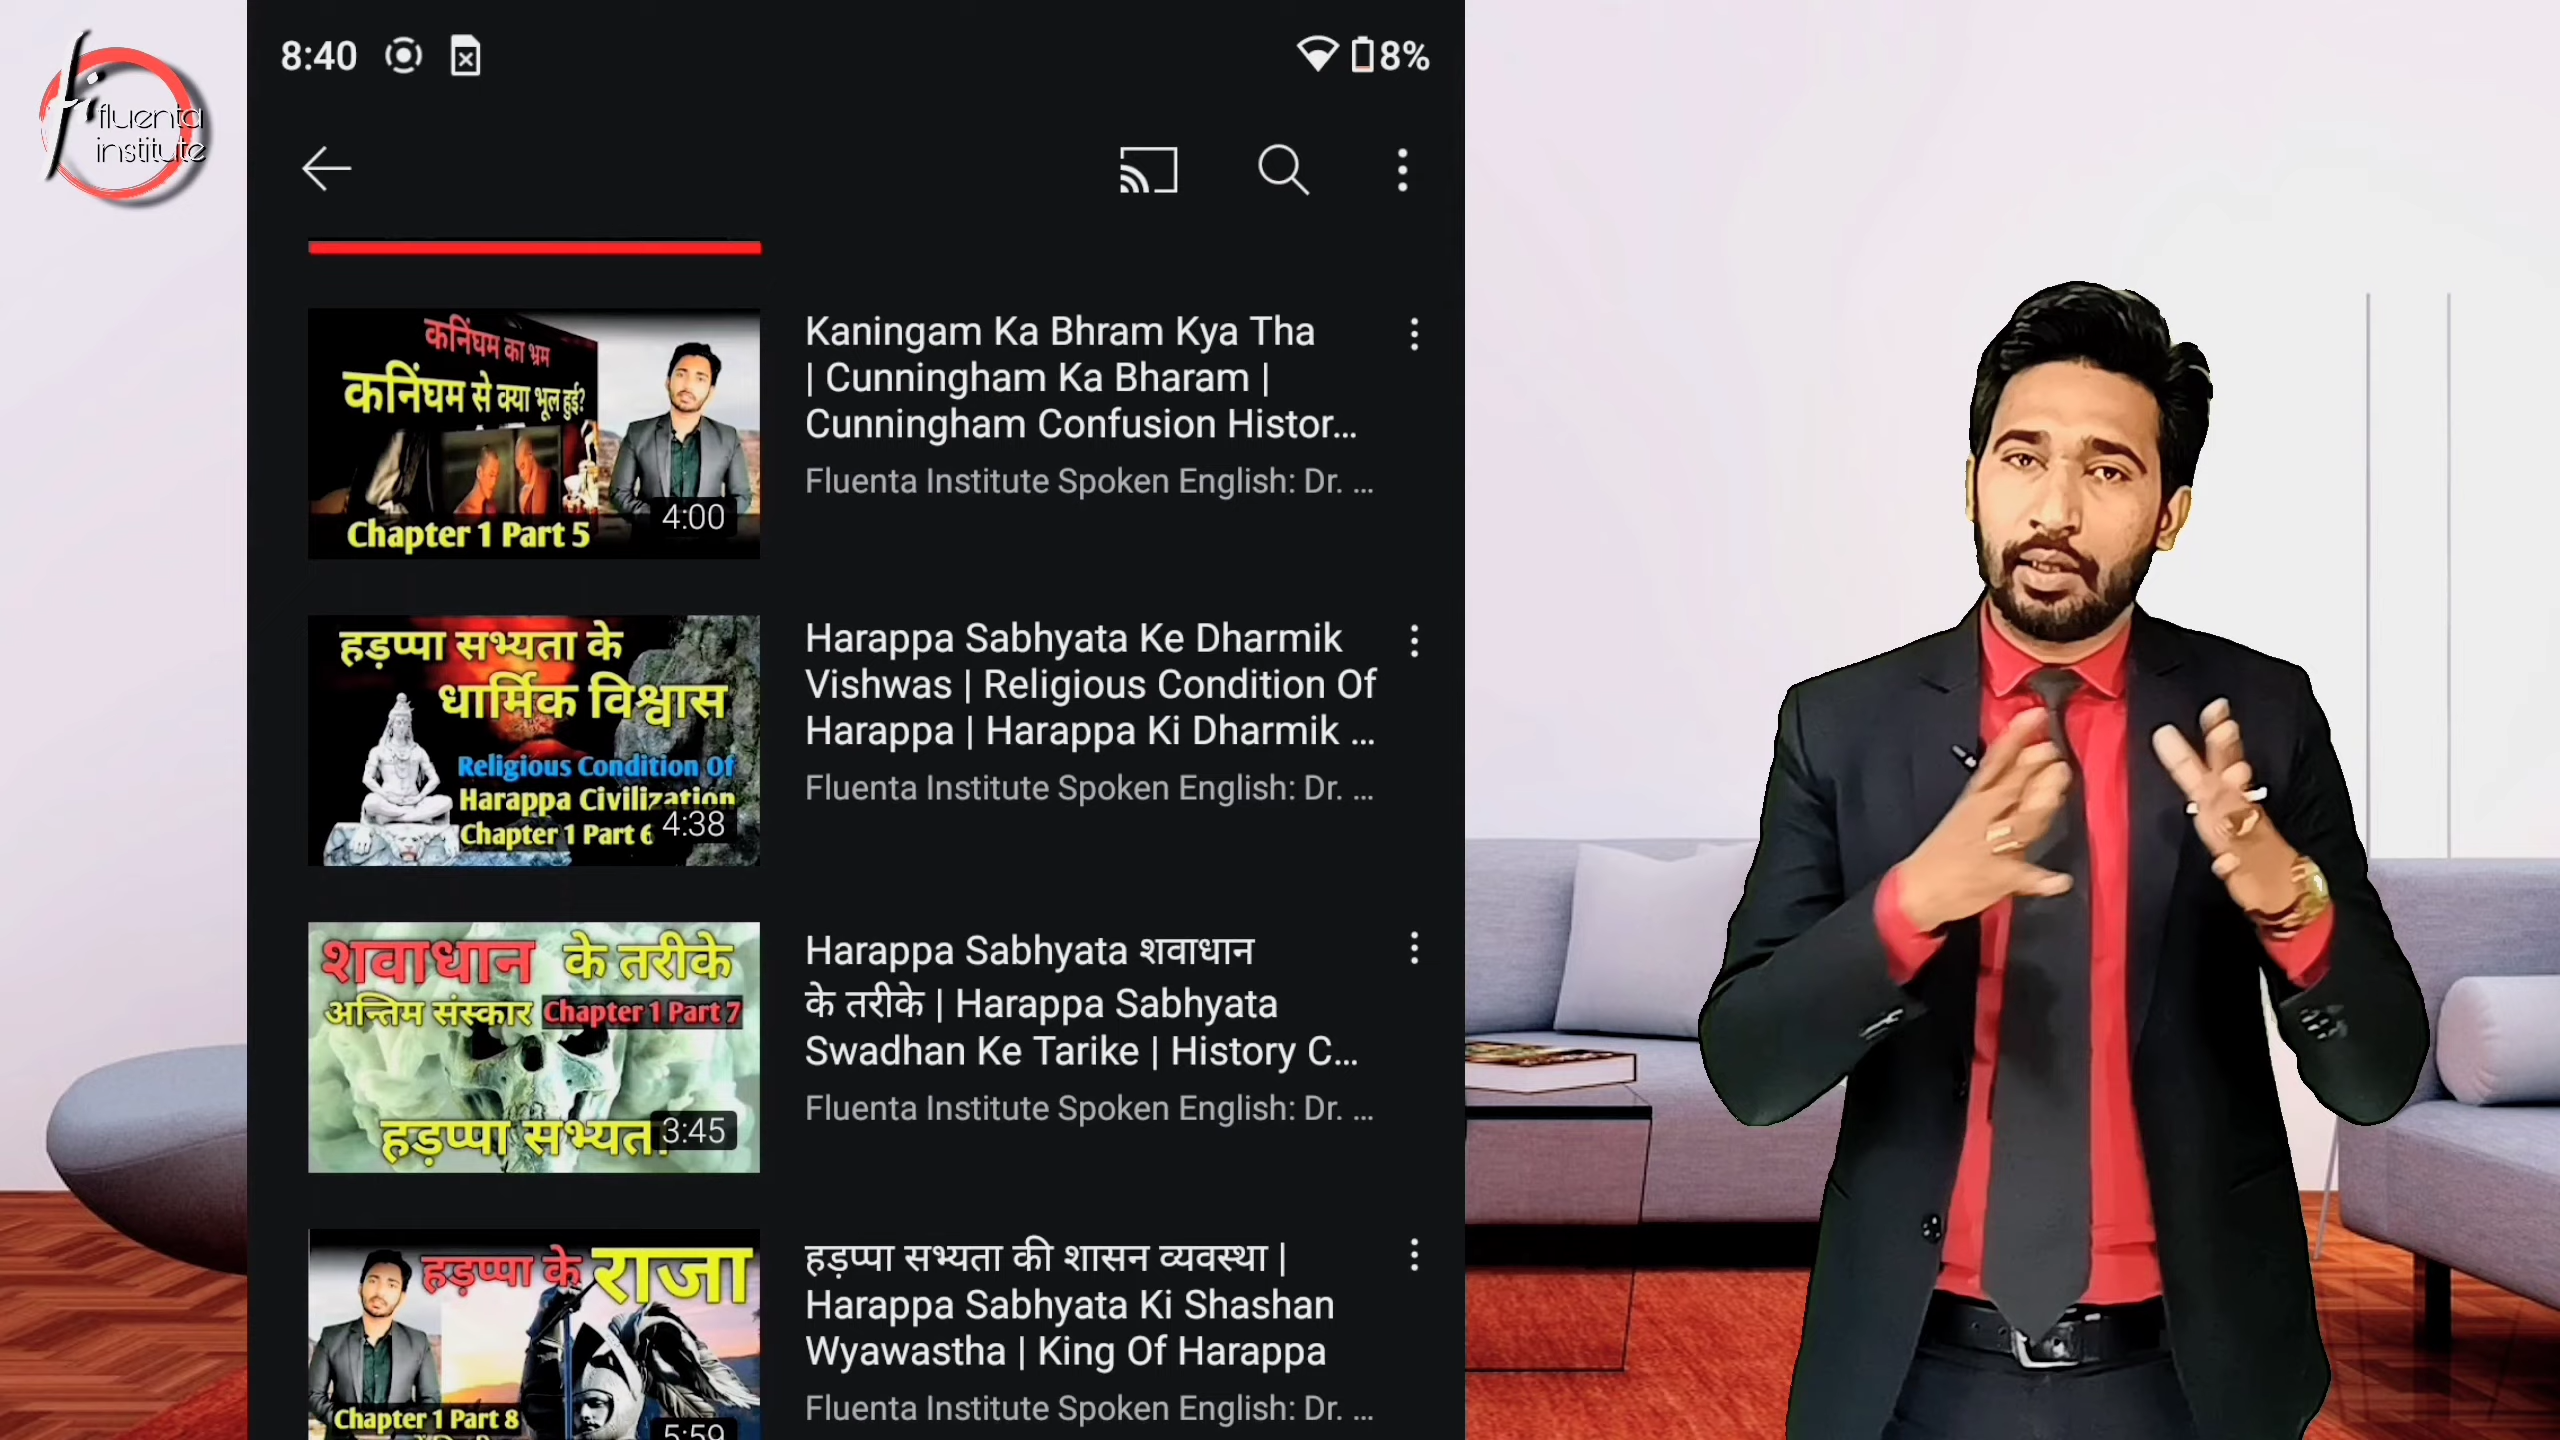 fi
fluenta
institute
8:40
8%
कनिंघम का भ्रम
कनिंघम से क्या भूल हुई?
Chapter 1 Part 5
4:00
Kaningam Ka Bhram Kya Tha
| Cunningham Ka Bharam |
Cunningham Confusion Histor...
Fluenta Institute Spoken English: Dr. ...
हड़प्पा सभ्यता के
धार्मिक विश्वास
Religious Condition Of
Harappa Civilization
Chapter 1 Part 6
4:38
Harappa Sabhyata Ke Dharmik
Vishwas | Religious Condition Of
Harappa | Harappa Ki Dharmik ...
Fluenta Institute Spoken English: Dr. ...
शवाधान के तरीके
अन्तिम संस्कार Chapter 1 Part 7
हड़प्पा सभ्यता
3:45
Harappa Sabhyata शवाधान
के तरीके | Harappa Sabhyata
Swadhan Ke Tarike | History C...
Fluenta Institute Spoken English: Dr. ...
हड़प्पा के राजा
Chapter 1 Part 8
5:59
हड़प्पा सभ्यता की शासन व्यवस्था |
Harappa Sabhyata Ki Shashan
Wyawastha | King Of Harappa
Fluenta Institute Spoken English: Dr. ...